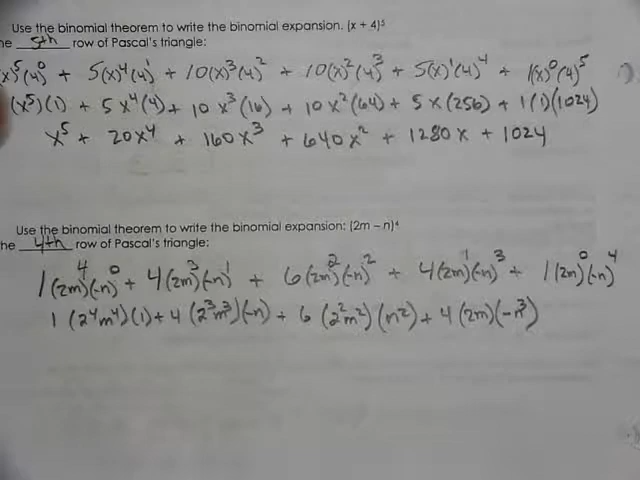 Use the binomial theorem to write the binomial expansion. (x + 4)⁵
he 5th row of Pascal's triangle:
(x)⁵(4)⁰ + 5(x)⁴(4)¹ + 10(x)³(4)² + 10(x)²(4)³ + 5(x)¹(4)⁴ + 1(x)⁰(4)⁵
(x⁵)(1) + 5x⁴(4) + 10x³(16) + 10x²(64) + 5x(256) + 1(1)(1024)
x⁵ + 20x⁴ + 160x³ + 640x² + 1280x + 1024
Use the binomial theorem to write the binomial expansion: (2m – n)⁴
he 4th row of Pascal's triangle:
1(2m)⁴(-n)⁰ + 4(2m)³(-n)¹ + 6(2m)²(-n)² + 4(2m)¹(-n)³ + 1(2m)⁰(-n)⁴
1(2⁴m⁴)(1) + 4(2³m³)(-n) + 6(2²m²)(n²) + 4(2m)(-n³)